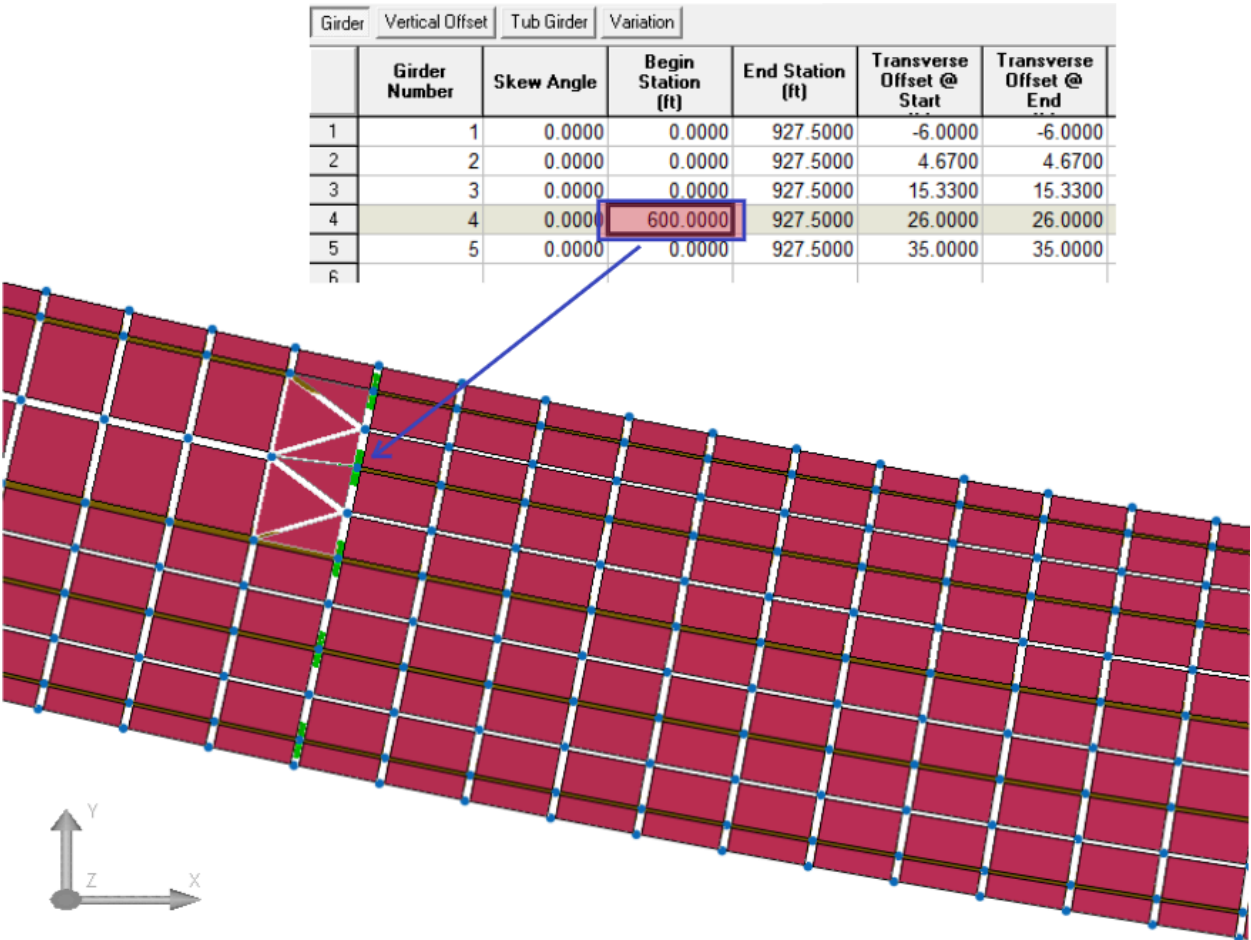 Girder Vertical Offset Tub Girder Variation
Girder Number Skew Angle Begin Station (ft) End Station (ft) Transverse Offset @ Start Transverse Offset @ End
1 1 0.0000 0.0000 927.5000 -6.0000 -6.0000
2 2 0.0000 0.0000 927.5000 4.6700 4.6700
3 3 0.0000 0.0000 927.5000 15.3300 15.3300
4 4 0.0000 600.0000 927.5000 26.0000 26.0000
5 5 0.0000 0.0000 927.5000 35.0000 35.0000
6
Y
Z X